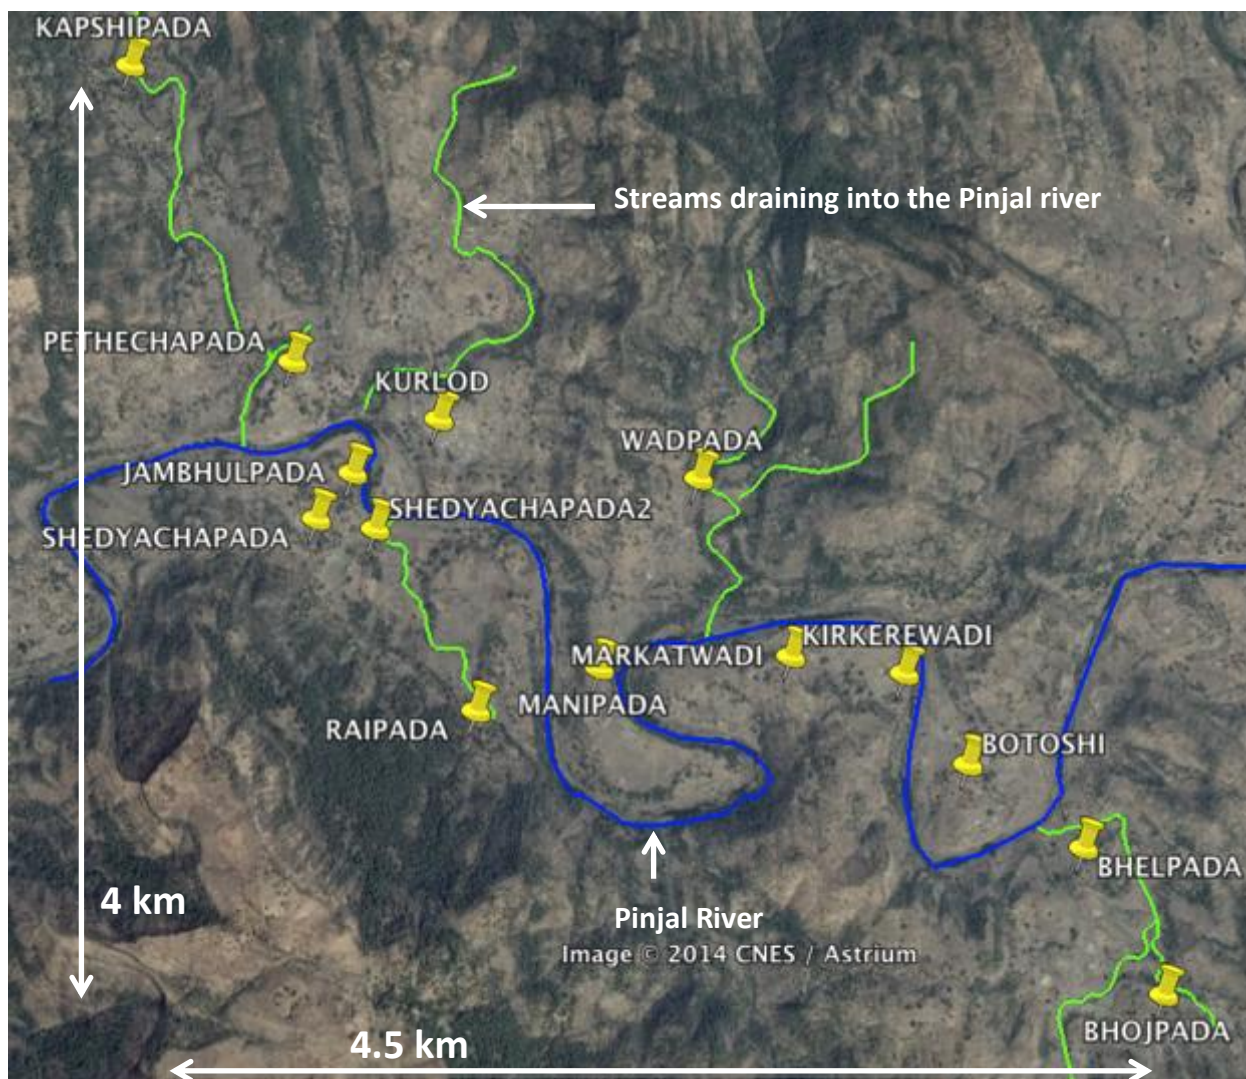 KAPSHIPADA
Streams draining into the Pinjal river
PETHECHAPADA
KURLOD
WADPADA
JAMBHULPADA
SHEDYACHAPADA2
SHEDYACHAPADA
KIRKEREWADI
MARKATWADI
MANIPADA
RAIPADA
BOTOSHI
BHELPADA
4 km
Pinjal River
Image © 2014 CNES / Astrium
BHOJPADA
4.5 km